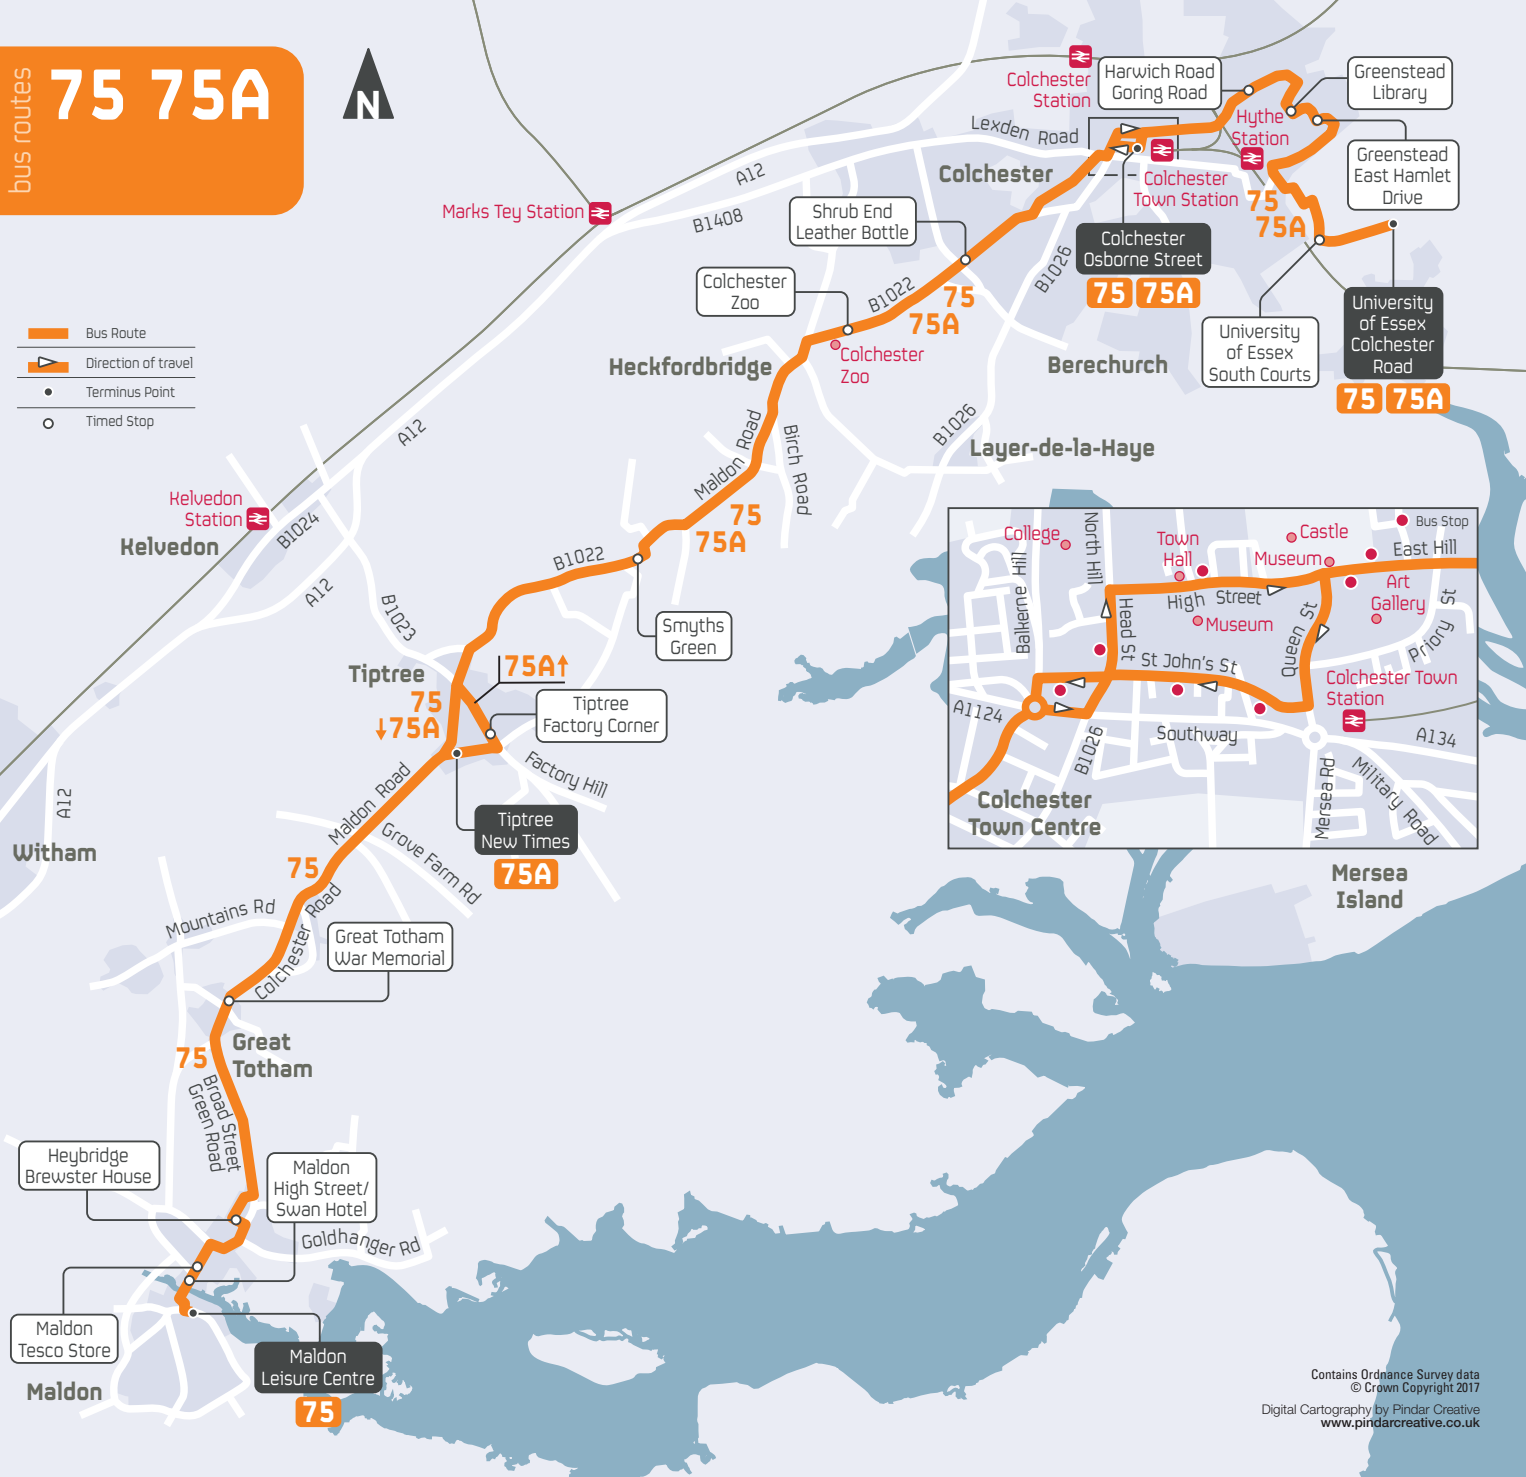 bus routes
75 75A
N
Bus Route
Direction of travel
Terminus Point
Timed Stop
Colchester
Station
Harwich Road
Goring Road
Greenstead
Library
Hythe
Station
Greenstead
East Hamlet
Drive
Lexden Road
Colchester
Colchester
Town Station
75
75A
A12
B1408
Marks Tey Station
Shrub End
Leather Bottle
Colchester
Osborne Street
75 75A
B1026
University
of Essex
South Courts
University
of Essex
Colchester
Road
75 75A
Colchester
Zoo
B1022
75
75A
Colchester
Zoo
Heckfordbridge
Berechurch
A12
Maldon Road
Birch Road
B1026
Layer-de-la-Haye
Kelvedon
Station
Kelvedon
B1024
A12
75
75A
B1022
B1023
Smyths
Green
Tiptree
75A
75
75A
Tiptree
Factory Corner
Factory Hill
Tiptree
New Times
75A
A12
Witham
Maldon Road
Grove Farm Rd
75
Mountains Rd
Colchester Road
Great Totham
War Memorial
Great
Totham
75
Broad Street
Green Road
Heybridge
Brewster House
Maldon
High Street/
Swan Hotel
Goldhanger Rd
Maldon
Tesco Store
Maldon
Maldon
Leisure Centre
75
College
North Hill
Balkerne Hill
Town
Hall
Castle
Museum
Bus Stop
East Hill
Art
Gallery
High Street
Museum
Head St
Queen St
Priory St
St John's St
Colchester Town
Station
A1124
B1026
Southway
A134
Mersea Rd
Military Road
Colchester
Town Centre
Mersea
Island
Contains Ordnance Survey data
© Crown Copyright 2017
Digital Cartography by Pindar Creative
www.pindarcreative.co.uk